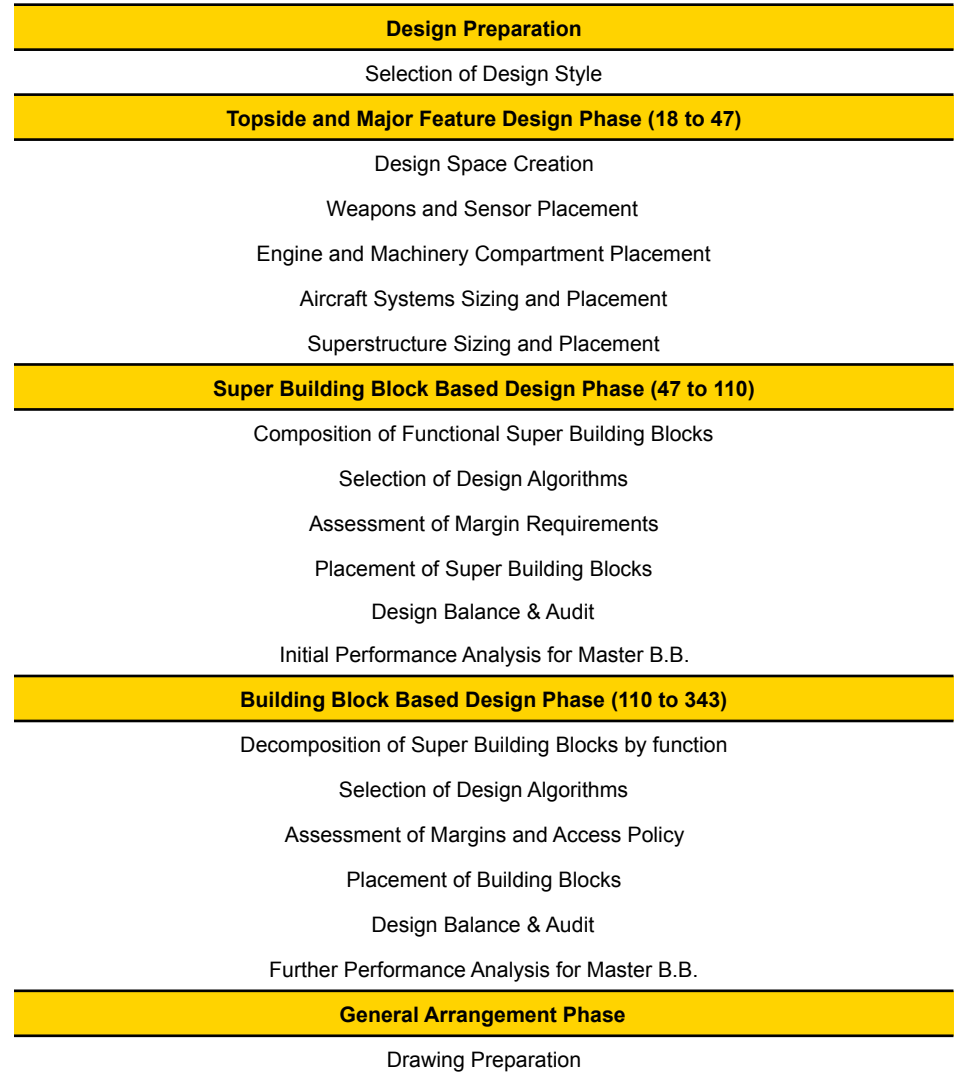 Design Preparation
Selection of Design Style
Topside and Major Feature Design Phase (18 to 47)
Design Space Creation
Weapons and Sensor Placement
Engine and Machinery Compartment Placement
Aircraft Systems Sizing and Placement
Superstructure Sizing and Placement
Super Building Block Based Design Phase (47 to 110)
Composition of Functional Super Building Blocks
Selection of Design Algorithms
Assessment of Margin Requirements
Placement of Super Building Blocks
Design Balance & Audit
Initial Performance Analysis for Master B.B.
Building Block Based Design Phase (110 to 343)
Decomposition of Super Building Blocks by function
Selection of Design Algorithms
Assessment of Margins and Access Policy
Placement of Building Blocks
Design Balance & Audit
Further Performance Analysis for Master B.B.
General Arrangement Phase
Drawing Preparation